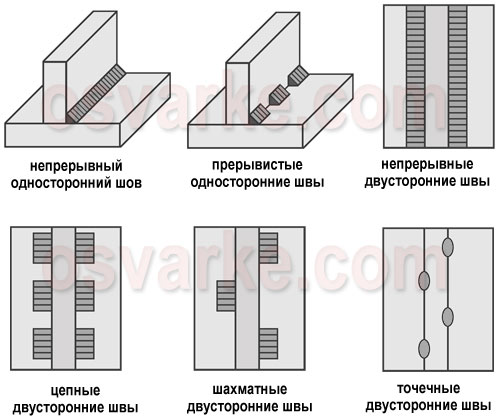 osvarke.com
непрерывный
односторонний шов
прерывистые
односторонние швы
непрерывные
двусторонние швы
osvarke.com
цепные
двусторонние швы
шахматные
двусторонние швы
точечные
двусторонние швы